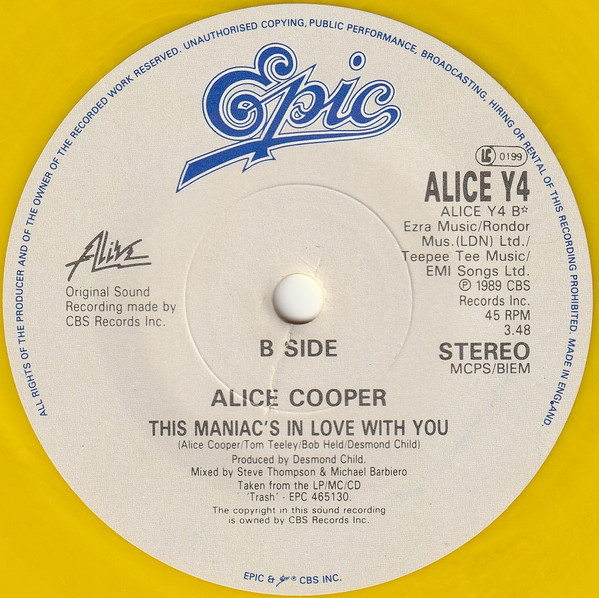 ALL RIGHTS OF THE PRODUCER AND OF THE OWNER OF THE RECORDED WORK RESERVED. UNAUTHORISED COPYING, PUBLIC PERFORMANCE, BROADCASTING, HIRING OR RENTAL OF THIS RECORDING PROHIBITED. MADE IN ENGLAND.
Epic
LC 0199
ALICE Y4
ALICE Y4 B☆
Ezra Music/Rondor
Mus.(LDN) Ltd./
Teepee Tee Music/
EMI Songs Ltd.
Ⓟ 1989 CBS
Records Inc.
45 RPM
3.48
Alive
Original Sound
Recording made by
CBS Records Inc.
B SIDE
STEREO
MCPS/BIEM
ALICE COOPER
THIS MANIAC'S IN LOVE WITH YOU
(Alice Cooper/Tom Teeley/Bob Held/Desmond Child)
Produced by Desmond Child.
Mixed by Steve Thompson & Michael Barbiero
Taken from the LP/MC/CD
'Trash' - EPC 465130.
The copyright in this sound recording
is owned by CBS Records Inc.
EPIC & Epic® CBS INC.